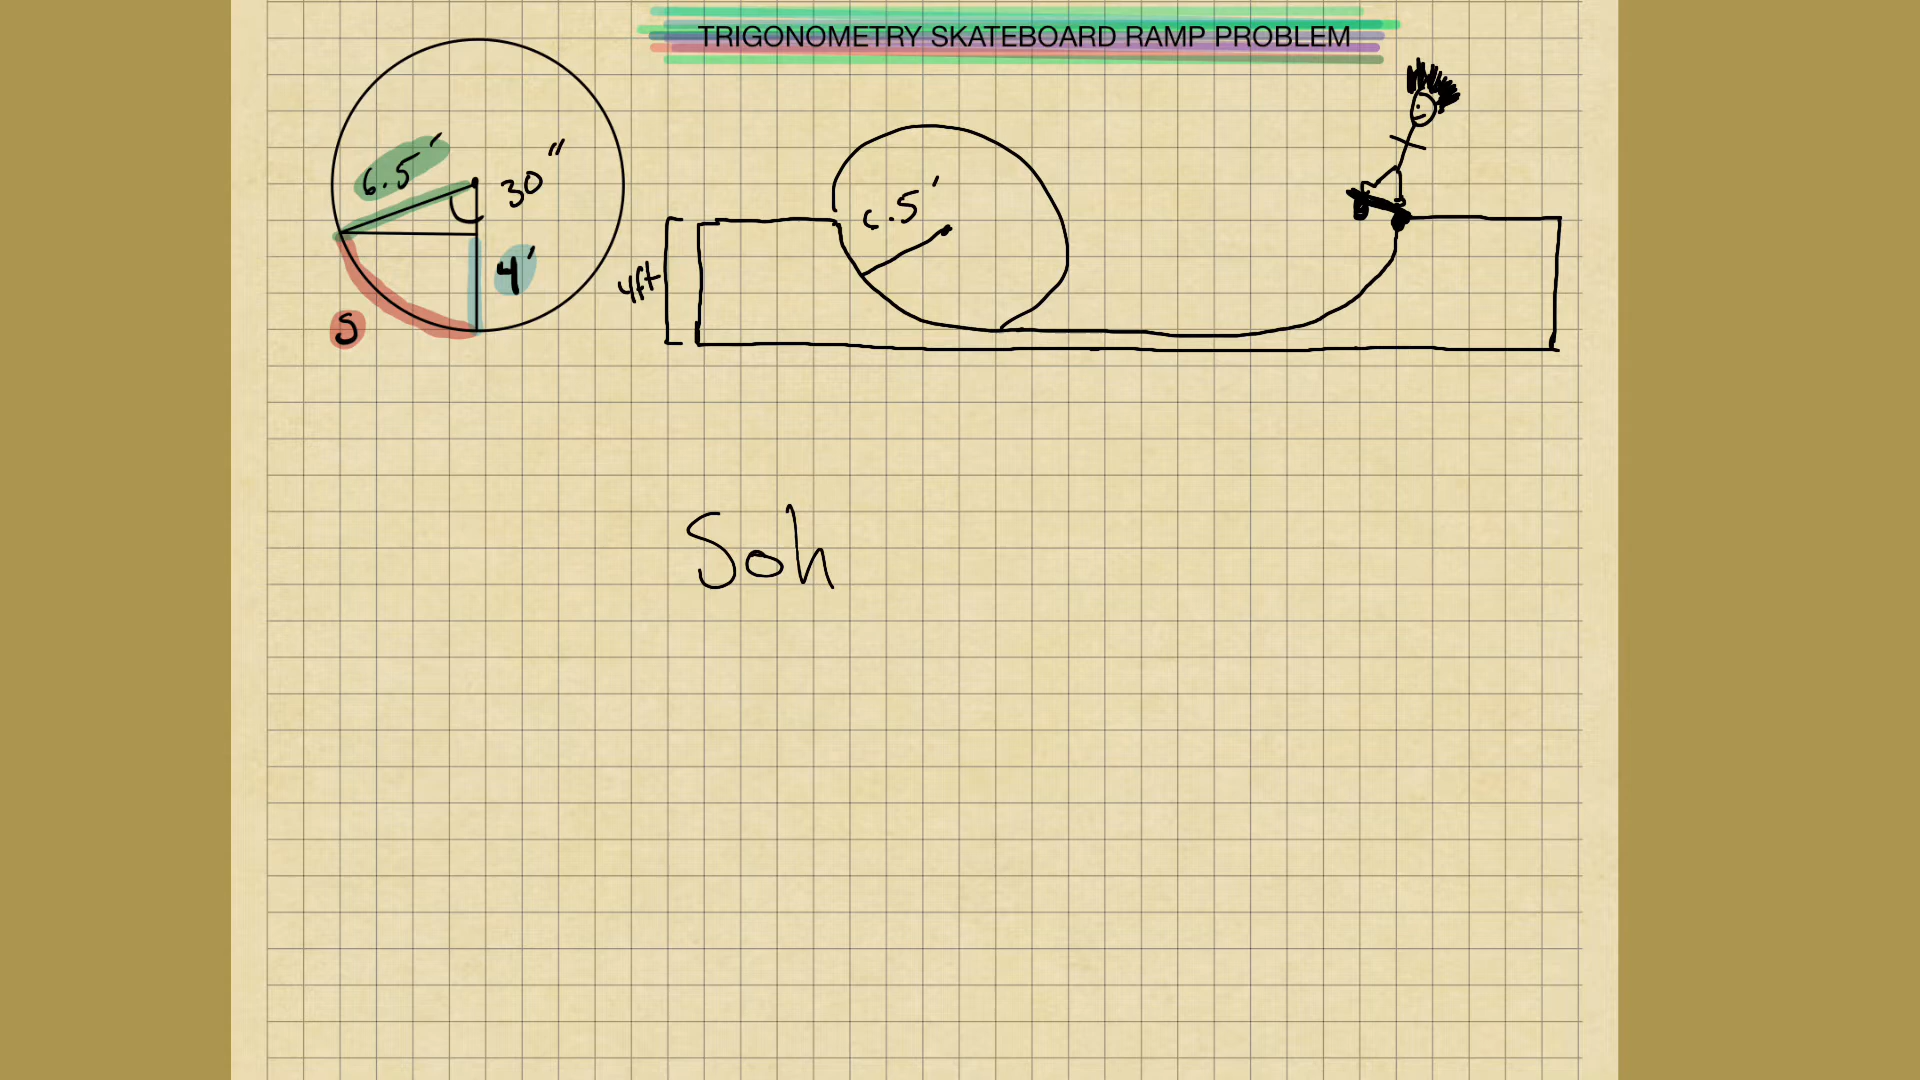 TRIGONOMETRY SKATEBOARD RAMP PROBLEM
6.5'
30"
4'
S
4ft
6.5'
Soh